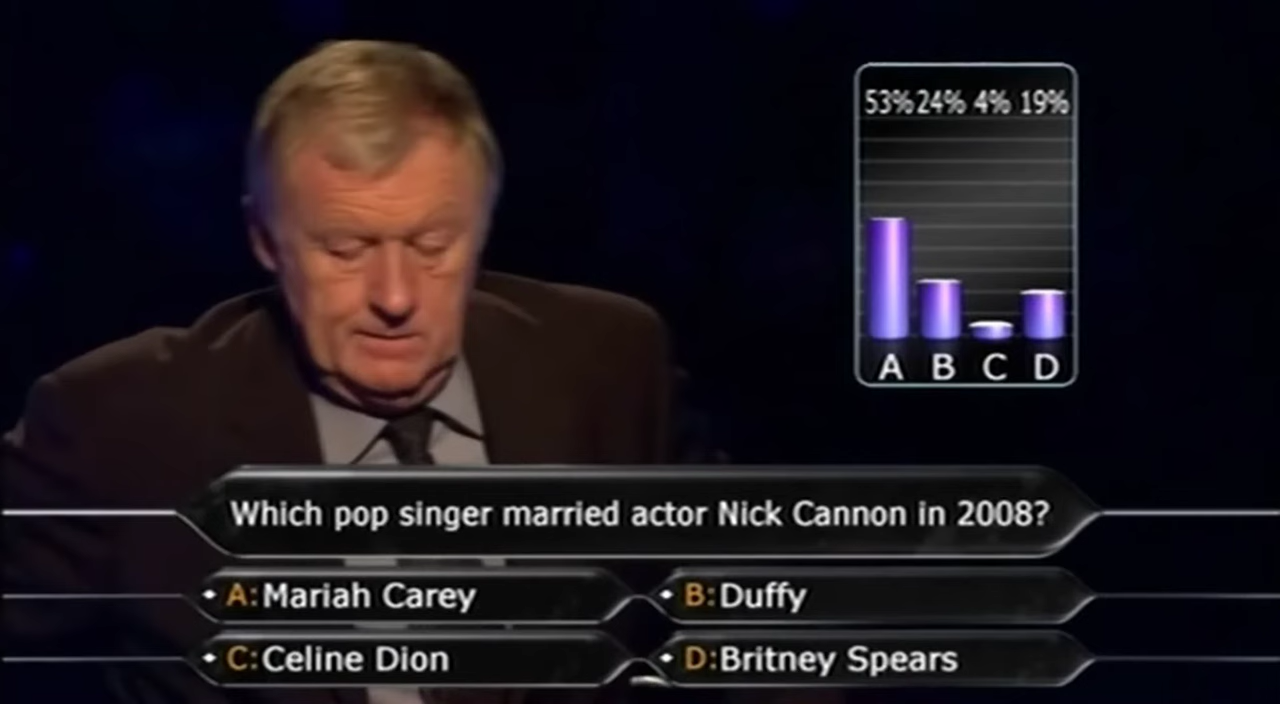 53% 24% 4% 19%
A B C D
Which pop singer married actor Nick Cannon in 2008?
A: Mariah Carey
B: Duffy
C: Celine Dion
D: Britney Spears